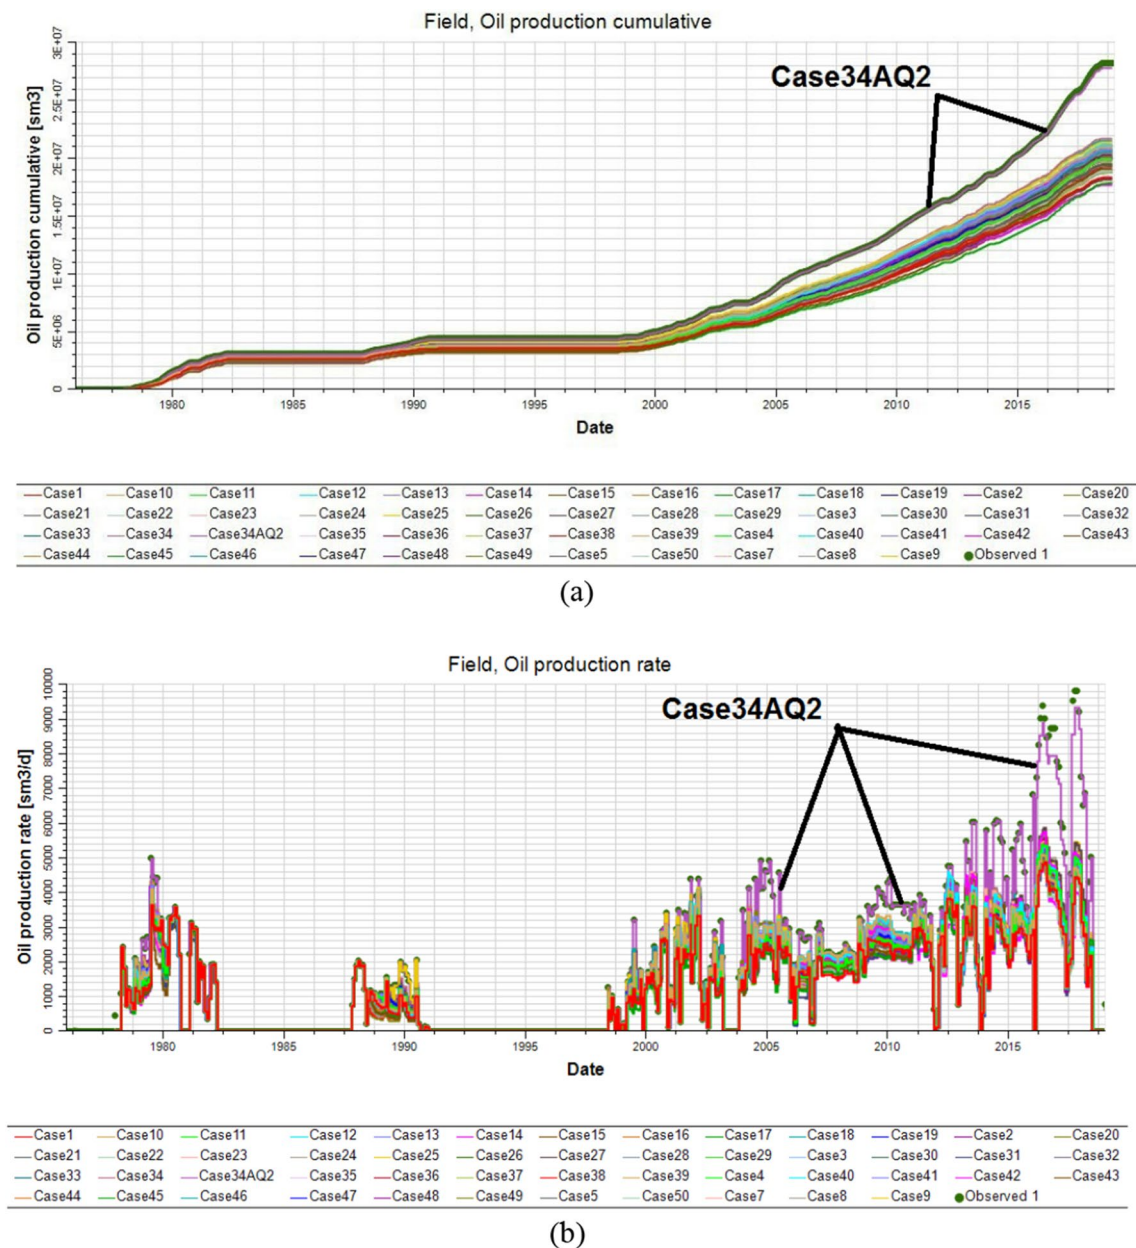 Field, Oil production cumulative
Oil production cumulative [sm3]
3E+07
2.5E+07
2E+07
1.5E+07
1E+07
5E+06
0
Case34AQ2
1980 1985 1990 1995 2000 2005 2010 2015
Date
Case1 Case10 Case11 Case12 Case13 Case14 Case15 Case16 Case17 Case18 Case19 Case2 Case20
Case21 Case22 Case23 Case24 Case25 Case26 Case27 Case28 Case29 Case3 Case30 Case31 Case32
Case33 Case34 Case34AQ2 Case35 Case36 Case37 Case38 Case39 Case4 Case40 Case41 Case42 Case43
Case44 Case45 Case46 Case47 Case48 Case49 Case5 Case50 Case7 Case8 Case9 Observed 1
(a)
Field, Oil production rate
Oil production rate [sm3/d]
10000
9000
8000
7000
6000
5000
4000
3000
2000
1000
0
Case34AQ2
1980 1985 1990 1995 2000 2005 2010 2015
Date
Case1 Case10 Case11 Case12 Case13 Case14 Case15 Case16 Case17 Case18 Case19 Case2 Case20
Case21 Case22 Case23 Case24 Case25 Case26 Case27 Case28 Case29 Case3 Case30 Case31 Case32
Case33 Case34 Case34AQ2 Case35 Case36 Case37 Case38 Case39 Case4 Case40 Case41 Case42 Case43
Case44 Case45 Case46 Case47 Case48 Case49 Case5 Case50 Case7 Case8 Case9 Observed 1
(b)